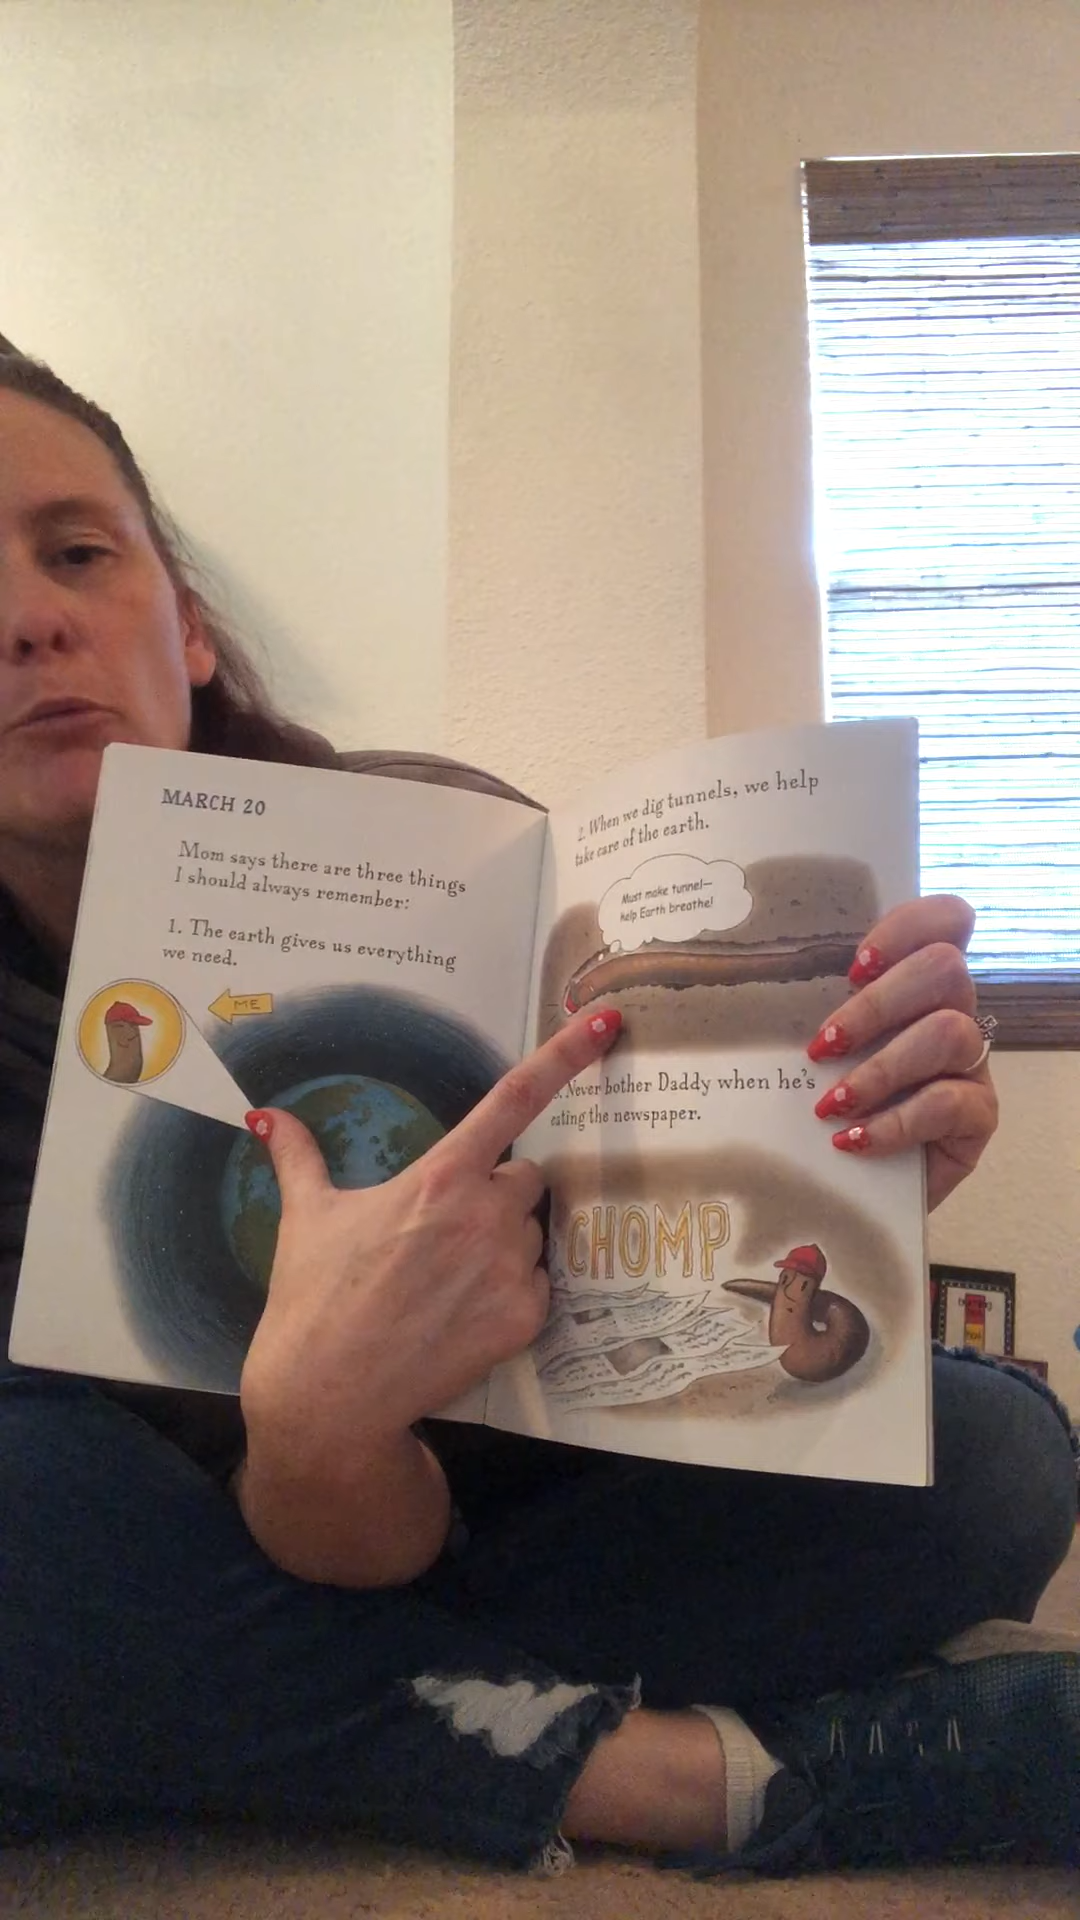 MARCH 20
Mom says there are three things
I should always remember:
1. The earth gives us everything
we need.
ME
2. When we dig tunnels, we help
take care of the earth.
Must make tunnel—
help Earth breathe!
Never bother Daddy when he's
eating the newspaper.
CHOMP